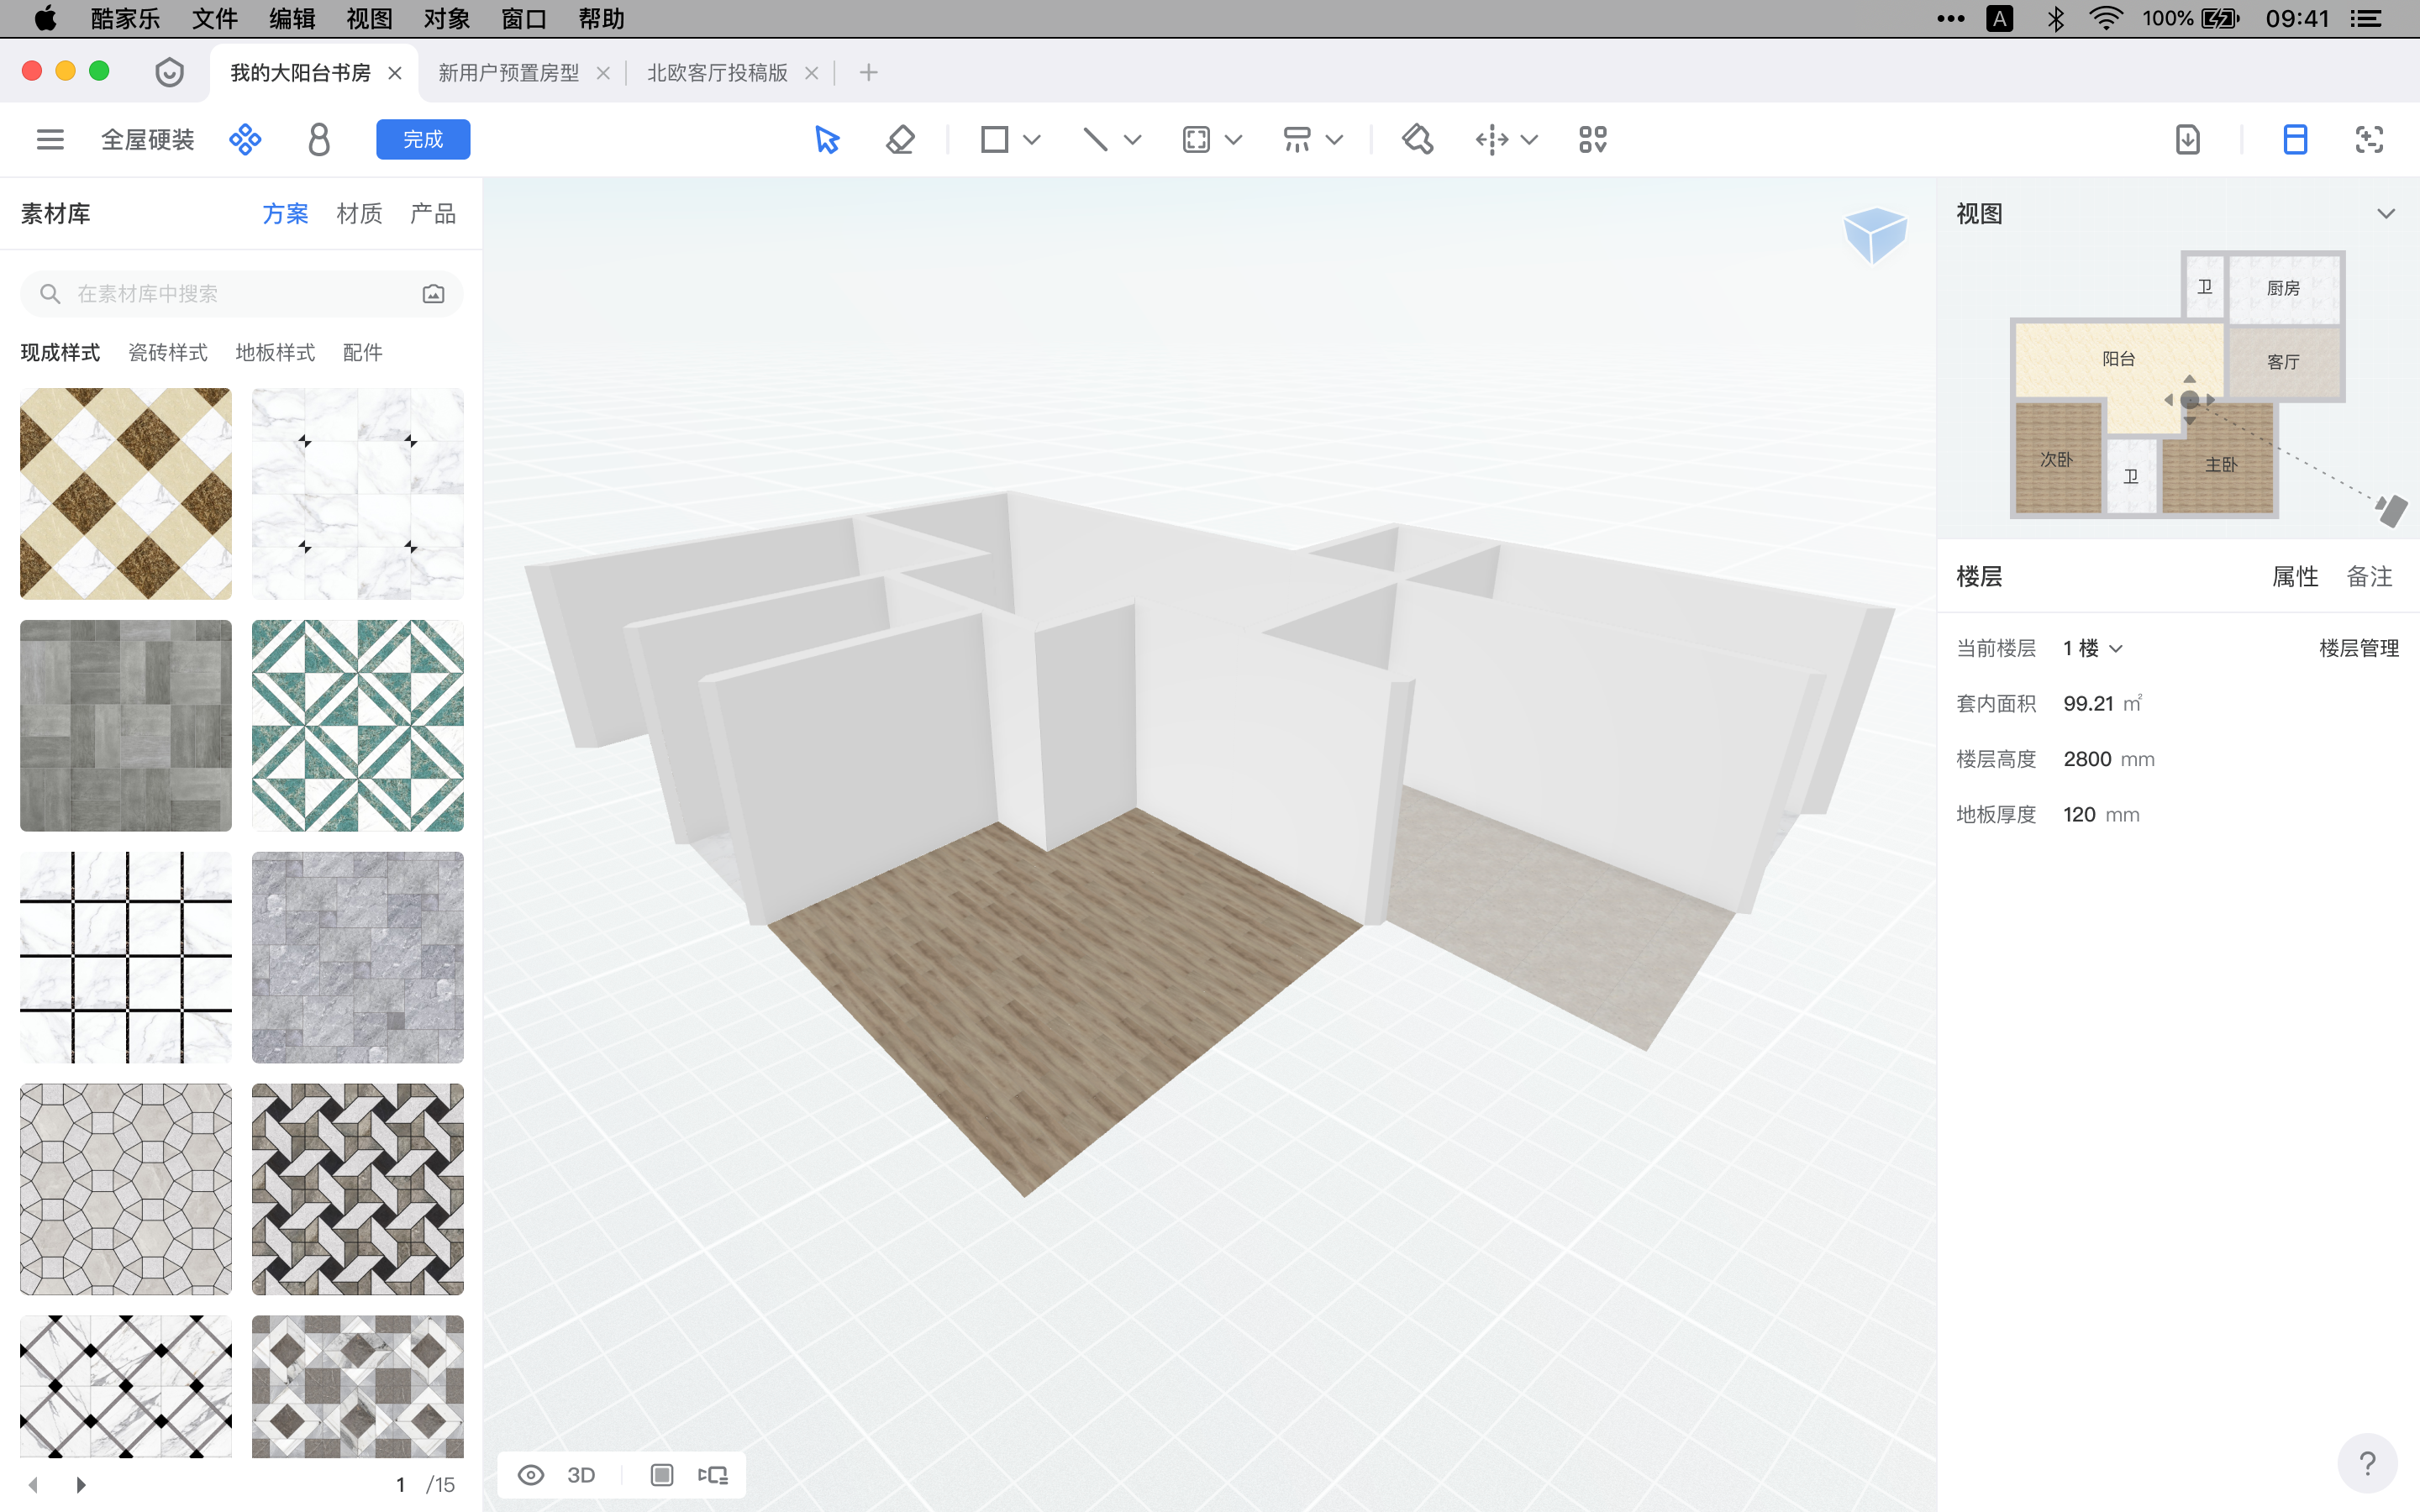 酷家乐 文件 编辑 视图 对象 窗口 帮助 A 100% 09:41
我的大阳台书房 新用户预置房型 北欧客厅投稿版
全屋硬装 完成
素材库 方案 材质 产品
在素材库中搜索
现成样式 瓷砖样式 地板样式 配件
1 /15
3D
视图
卫 厨房
阳台 客厅
次卧 卫 主卧
楼层 属性 备注
当前楼层 1 楼 楼层管理
套内面积 99.21 ㎡
楼层高度 2800 mm
地板厚度 120 mm
?